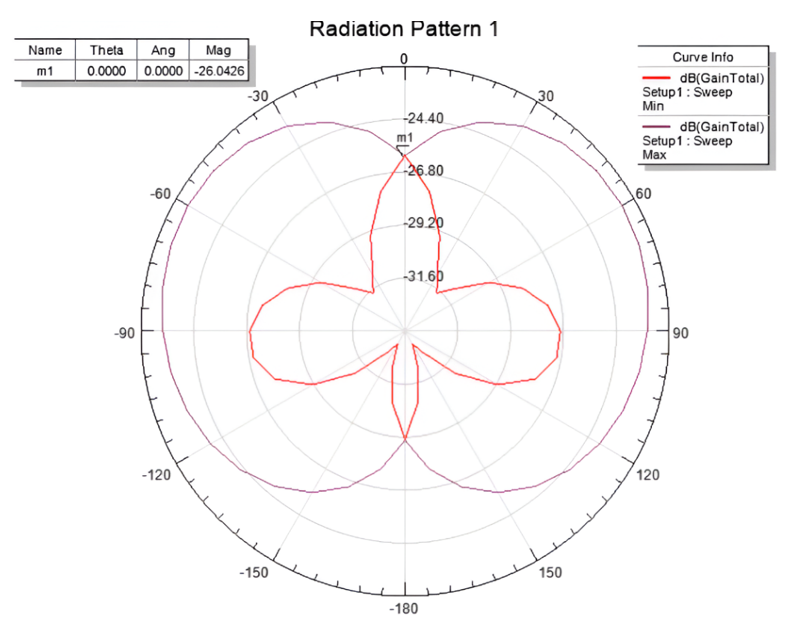 Radiation Pattern 1
Name Theta Ang Mag
m1 0.0000 0.0000 -26.0426
Curve Info
dB(GainTotal)
Setup1 : Sweep
Min
dB(GainTotal)
Setup1 : Sweep
Max
0
-30
30
-24.40
m1
-26.80
-60
60
-29.20
-31.60
-90
90
-120
120
-150
150
-180